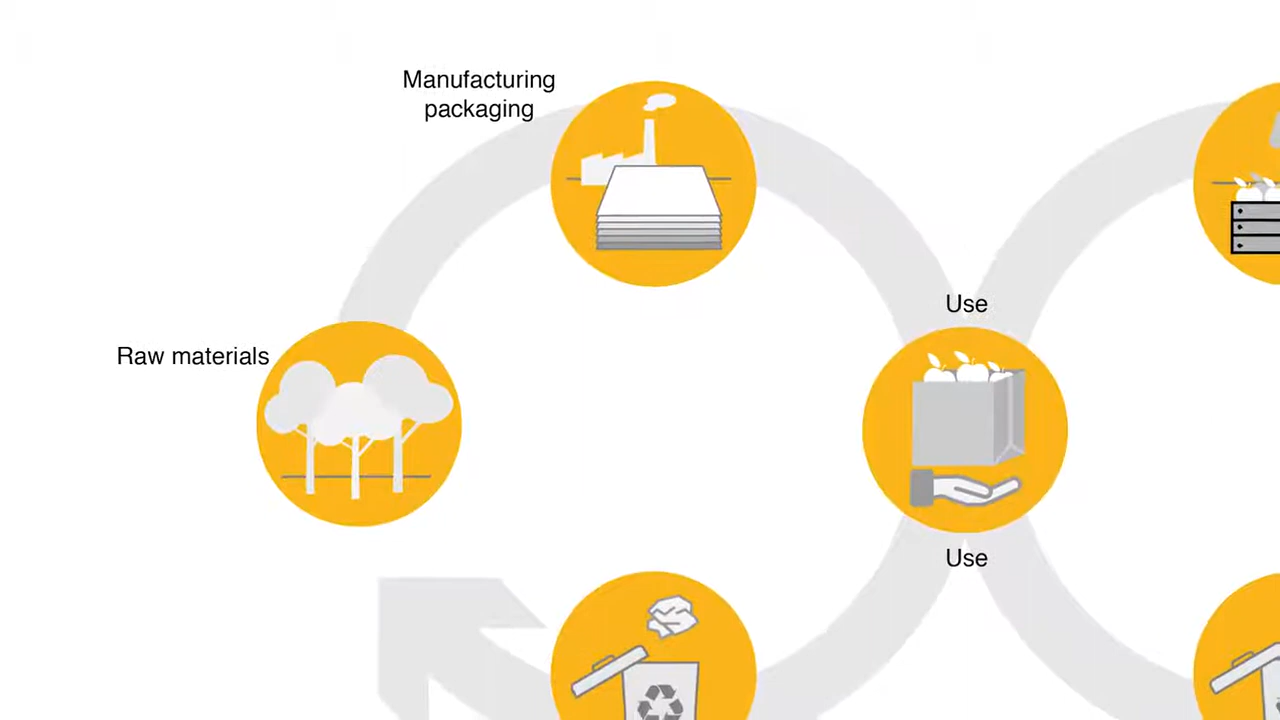 Manufacturing
packaging
Use
Raw materials
Use